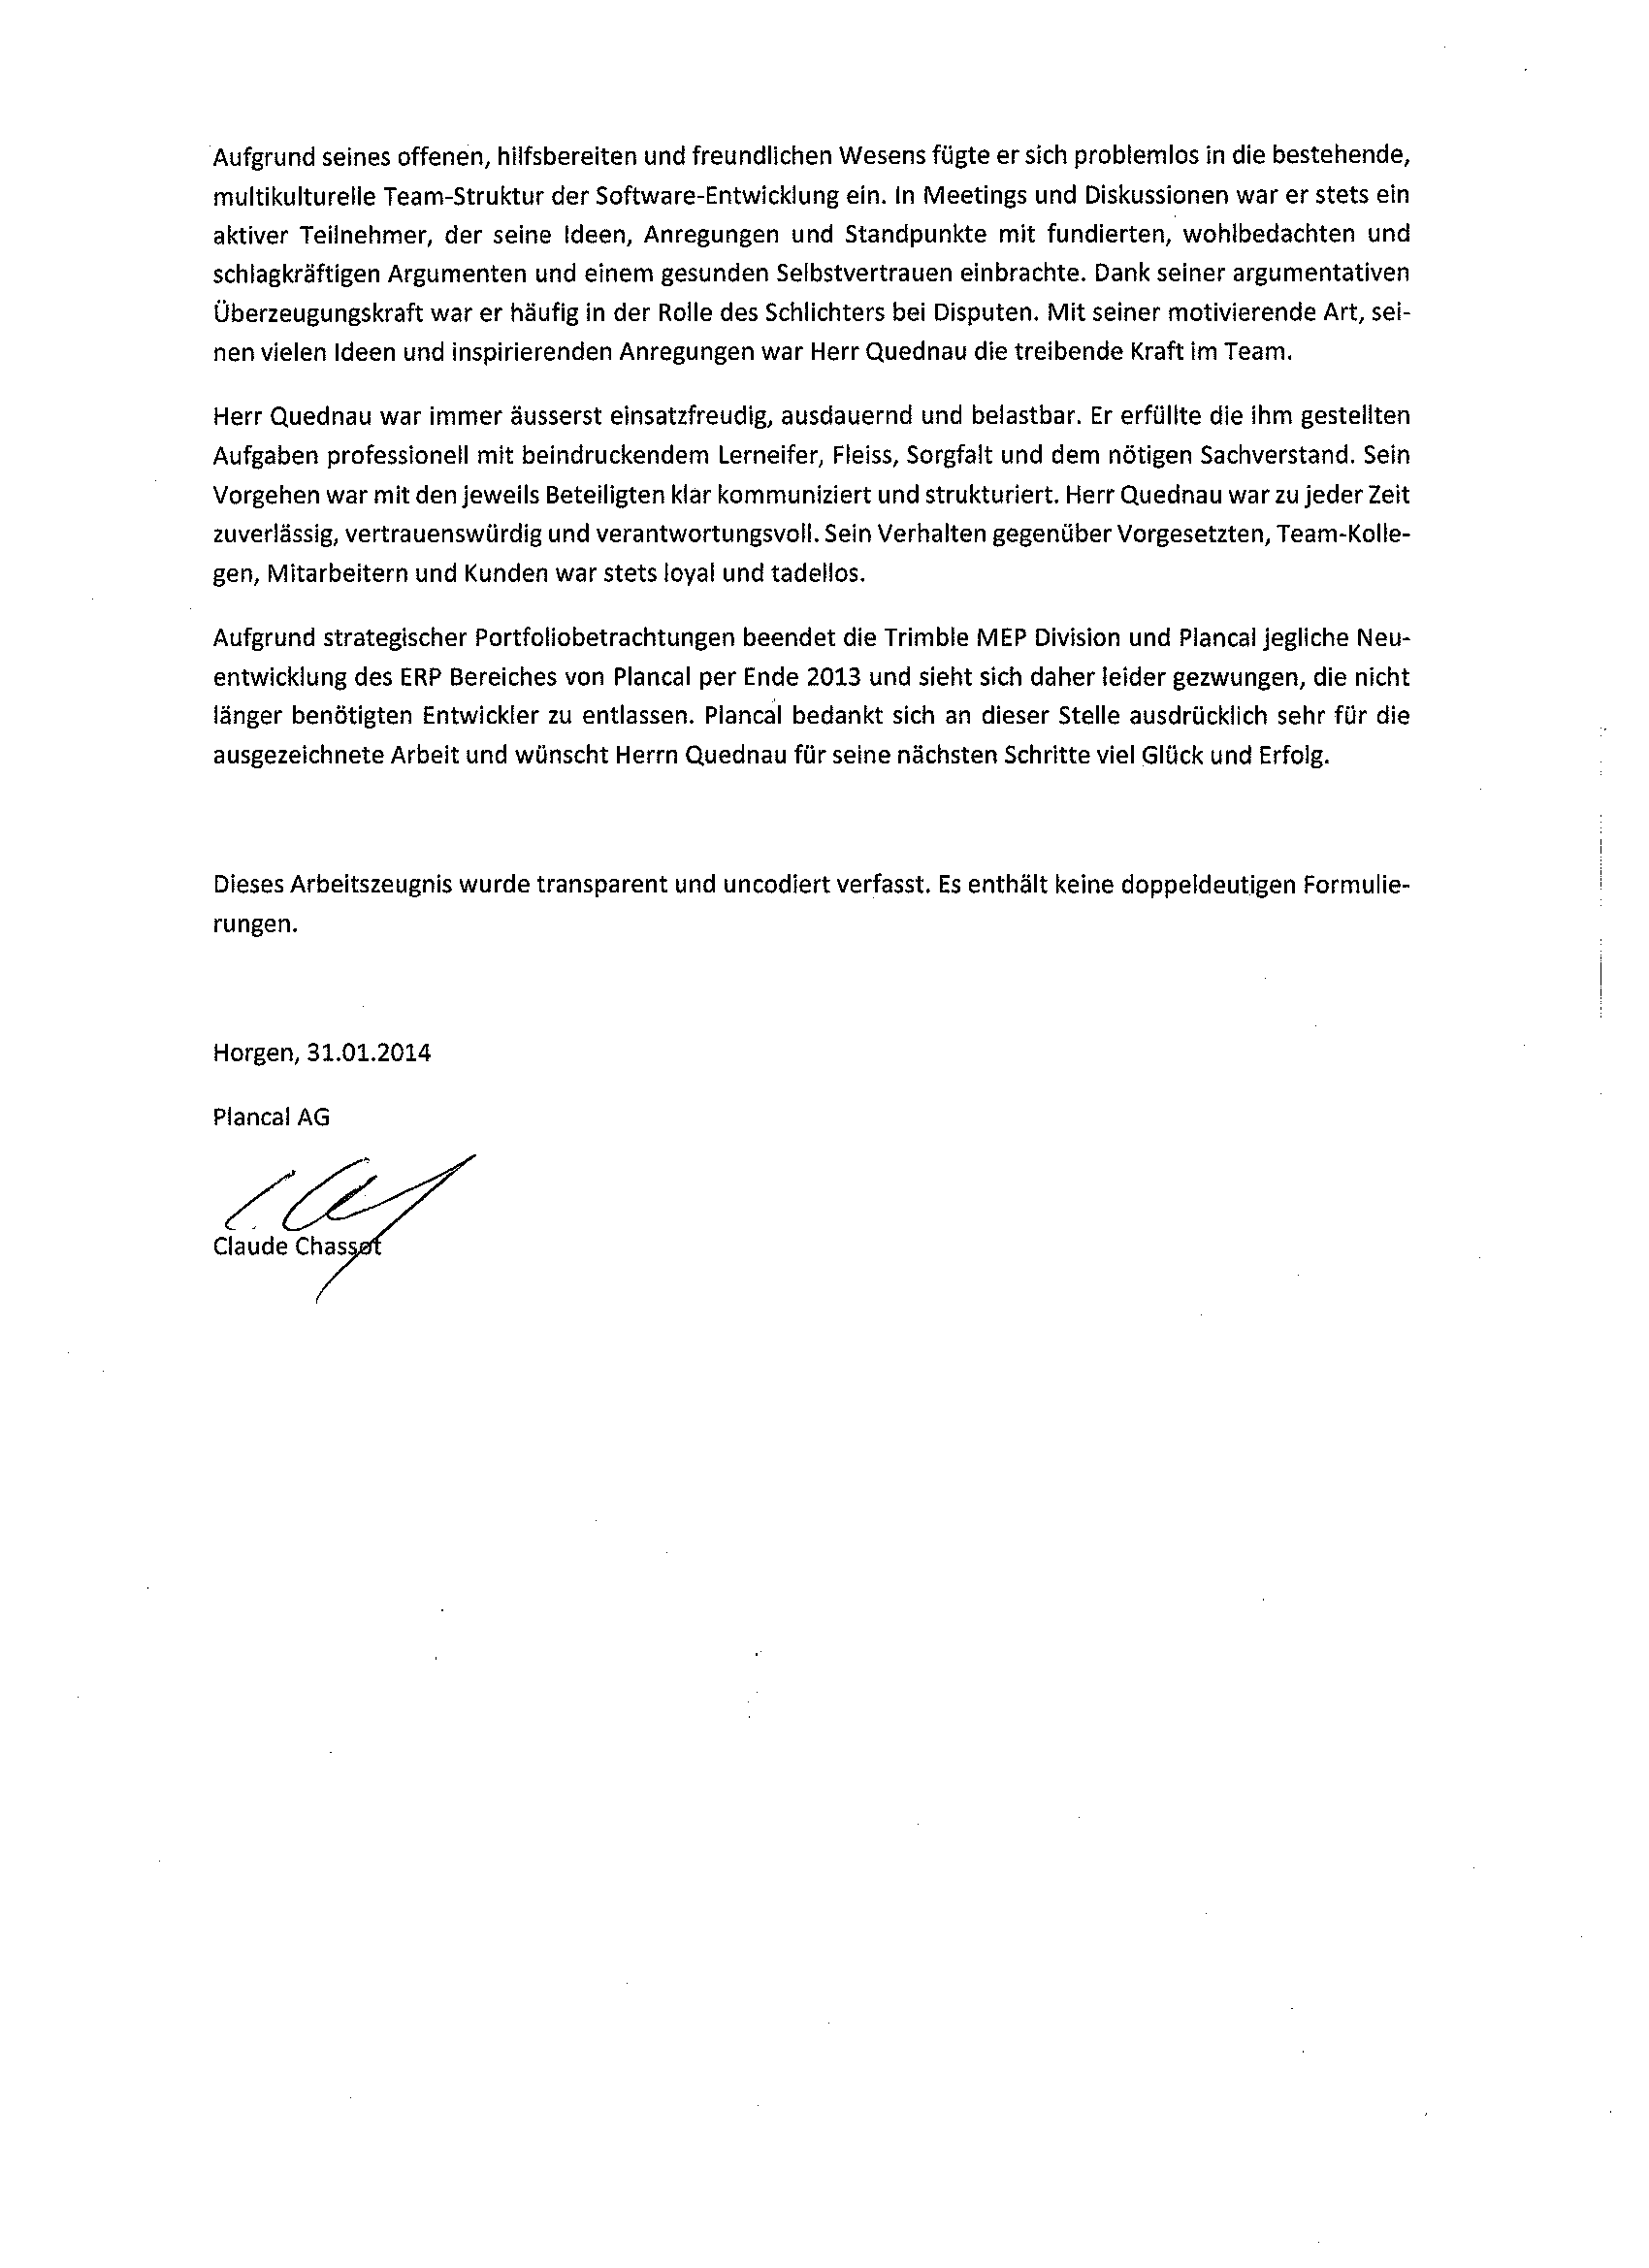 Aufgrund seines offenen, hilfsbereiten und freundlichen Wesens fügte er sich problemlos in die bestehende,
multikulturelle Team-Struktur der Software-Entwicklung ein. In Meetings und Diskussionen war er stets ein
aktiver Teilnehmer, der seine Ideen, Anregungen und Standpunkte mit fundierten, wohlbedachten und
schlagkräftigen Argumenten und einem gesunden Selbstvertrauen einbrachte. Dank seiner argumentativen
Überzeugungskraft war er häufig in der Rolle des Schlichters bei Disputen. Mit seiner motivierende Art, sei-
nen vielen Ideen und inspirierenden Anregungen war Herr Quednau die treibende Kraft im Team.
Herr Quednau war immer äusserst einsatzfreudig, ausdauernd und belastbar. Er erfüllte die ihm gestellten
Aufgaben professionell mit beindruckendem Lerneifer, Fleiss, Sorgfalt und dem nötigen Sachverstand. Sein
Vorgehen war mit den jeweils Beteiligten klar kommuniziert und strukturiert. Herr Quednau war zu jeder Zeit
zuverlässig, vertrauenswürdig und verantwortungsvoll. Sein Verhalten gegenüber Vorgesetzten, Team-Kolle-
gen, Mitarbeitern und Kunden war stets loyal und tadellos.
Aufgrund strategischer Portfoliobetrachtungen beendet die Trimble MEP Division und Plancal jegliche Neu-
entwicklung des ERP Bereiches von Plancal per Ende 2013 und sieht sich daher leider gezwungen, die nicht
länger benötigten Entwickler zu entlassen. Plancal bedankt sich an dieser Stelle ausdrücklich sehr für die
ausgezeichnete Arbeit und wünscht Herrn Quednau für seine nächsten Schritte viel Glück und Erfolg.
Dieses Arbeitszeugnis wurde transparent und uncodiert verfasst. Es enthält keine doppeldeutigen Formulie-
rungen.
Horgen, 31.01.2014
Plancal AG
Claude Chassot